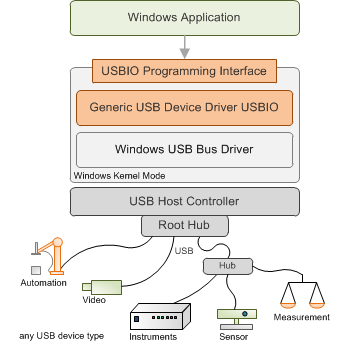 Windows Application
USBIO Programming Interface
Generic USB Device Driver USBIO
Windows USB Bus Driver
Windows Kernel Mode
USB Host Controller
Root Hub
USB
Hub
Automation
Video
Measurement
any USB device type
Instruments
Sensor